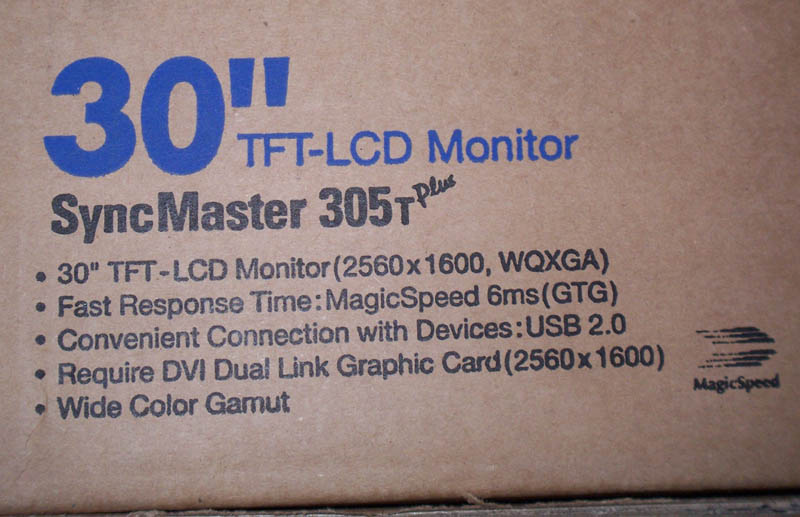 30" TFT-LCD Monitor
SyncMaster 305T plus
• 30" TFT-LCD Monitor(2560x1600, WQXGA)
• Fast Response Time:MagicSpeed 6ms(GTG)
• Convenient Connection with Devices:USB 2.0
• Require DVI Dual Link Graphic Card(2560x1600)
• Wide Color Gamut
MagicSpeed